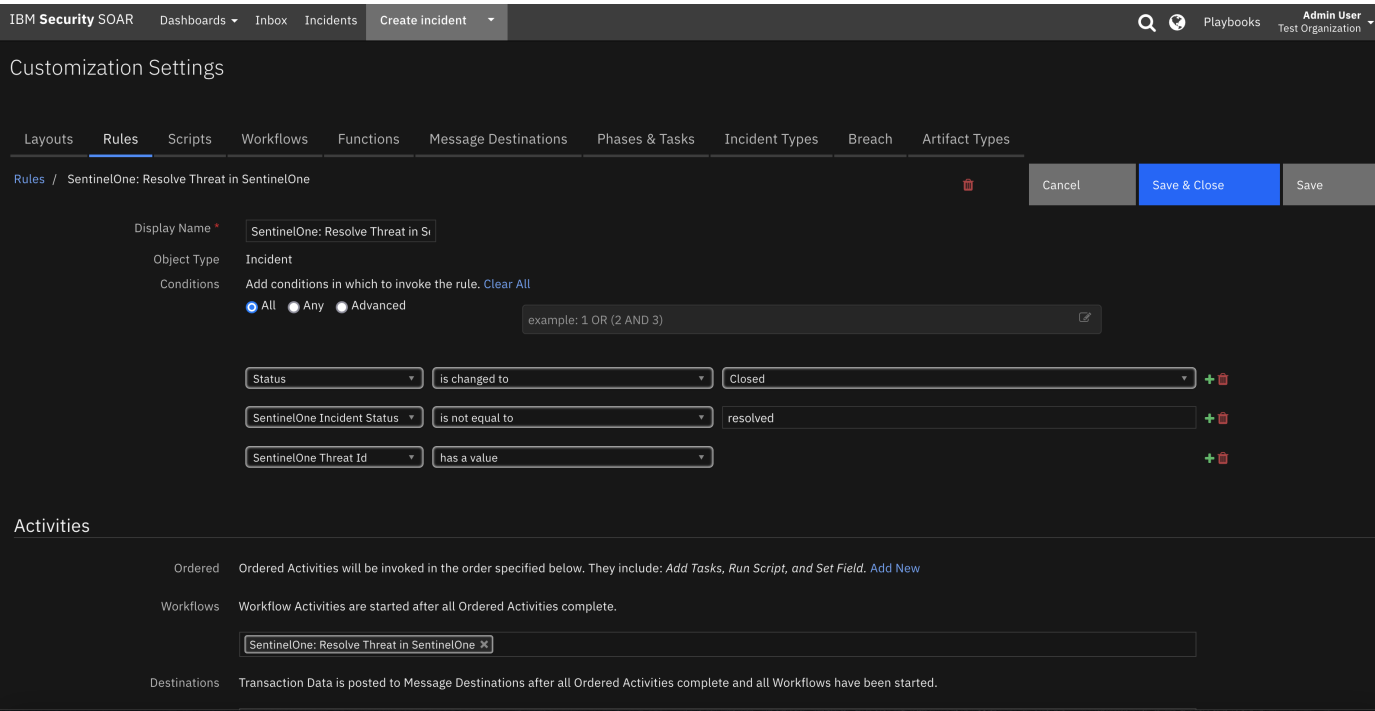 IBM Security SOAR Dashboards Inbox Incidents Create incident Playbooks Admin User
Test Organization
Customization Settings
Layouts Rules Scripts Workflows Functions Message Destinations Phases & Tasks Incident Types Breach Artifact Types
Rules / SentinelOne: Resolve Threat in SentinelOne Cancel Save & Close Save
Display Name * SentinelOne: Resolve Threat in Se
Object Type Incident
Conditions Add conditions in which to invoke the rule. Clear All
All Any Advanced
example: 1 OR (2 AND 3)
Status is changed to Closed
SentinelOne Incident Status is not equal to resolved
SentinelOne Threat Id has a value
Activities
Ordered Ordered Activities will be invoked in the order specified below. They include: Add Tasks, Run Script, and Set Field. Add New
Workflows Workflow Activities are started after all Ordered Activities complete.
SentinelOne: Resolve Threat in SentinelOne ×
Destinations Transaction Data is posted to Message Destinations after all Ordered Activities complete and all Workflows have been started.